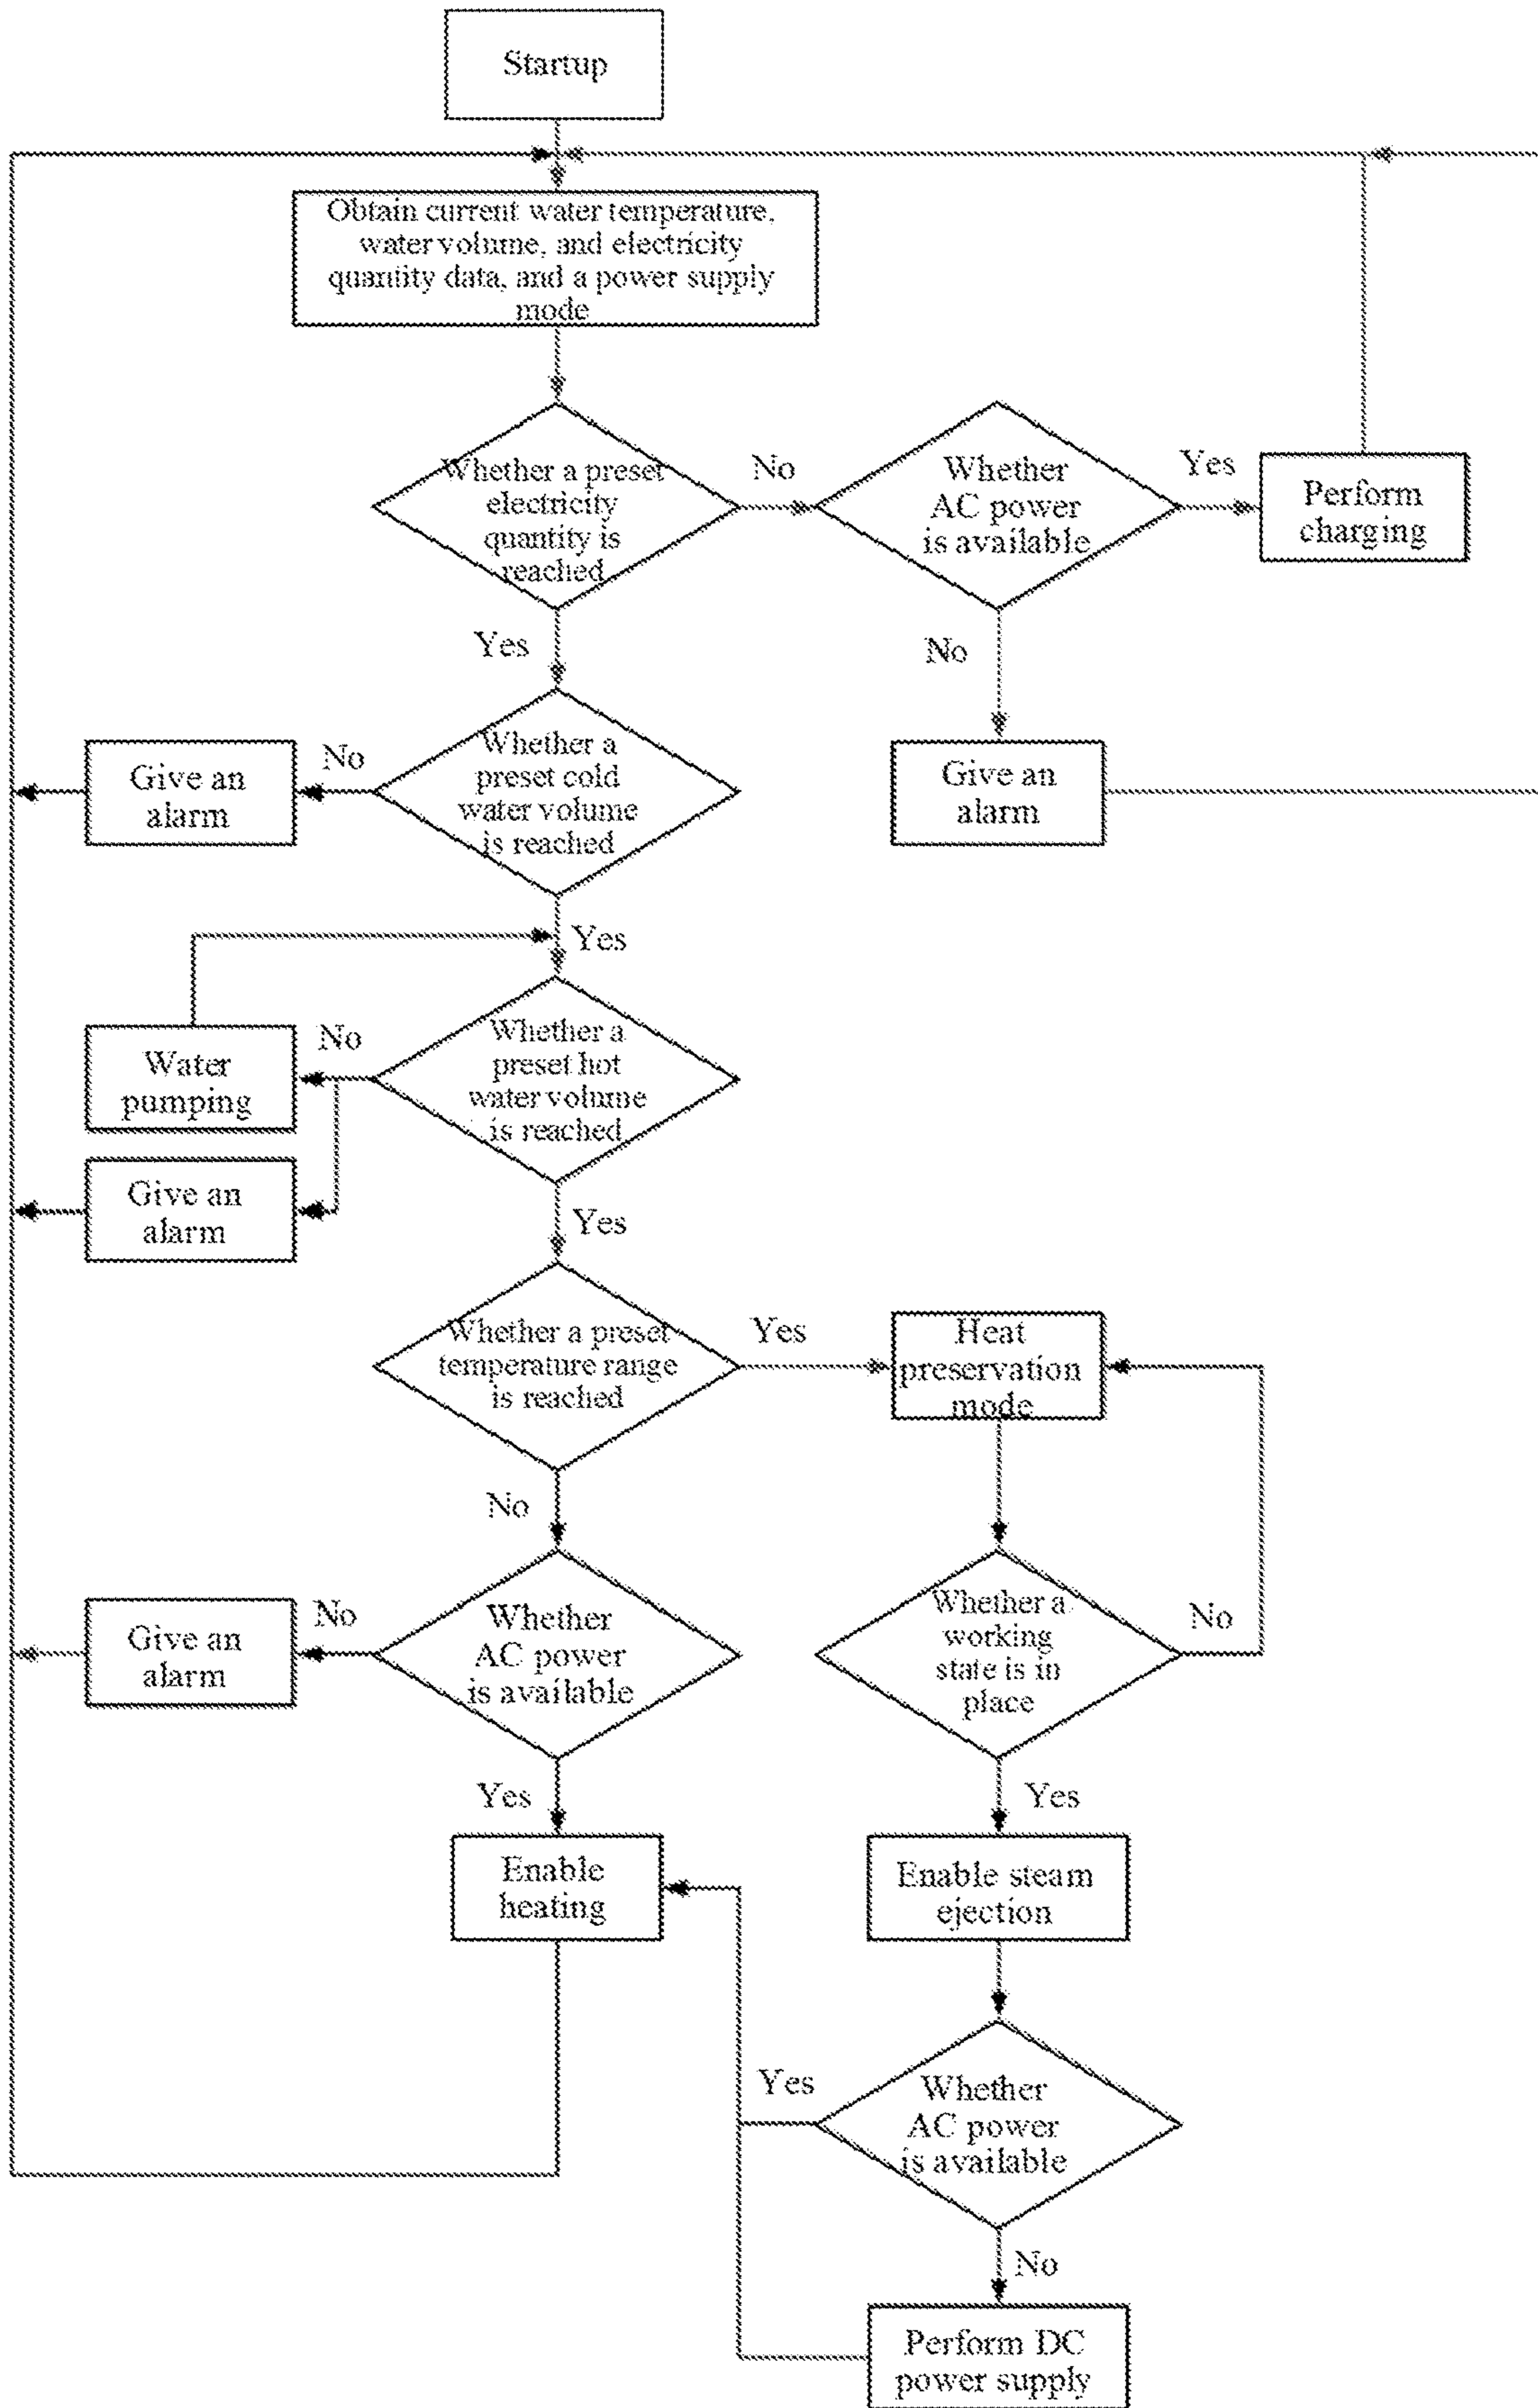 Startup
Obtain current water temperature,
water volume, and electricity
quantity data, and a power supply
mode
Whether a preset
electricity
quantity is
reached
No
Whether
AC power
is available
Yes
Perform
charging
Yes
No
Give an
alarm
No
Whether a
preset cold
water volume
is reached
Give an
alarm
Yes
Water
pumping
No
Whether a
preset hot
water volume
is reached
Give an
alarm
Yes
Whether a preset
temperature range
is reached
Yes
Heat
preservation
mode
No
Give an
alarm
No
Whether
AC power
is available
Whether a
working
state is in
place
No
Yes
Yes
Enable
heating
Enable steam
ejection
Yes
Whether
AC power
is available
No
Perform DC
power supply